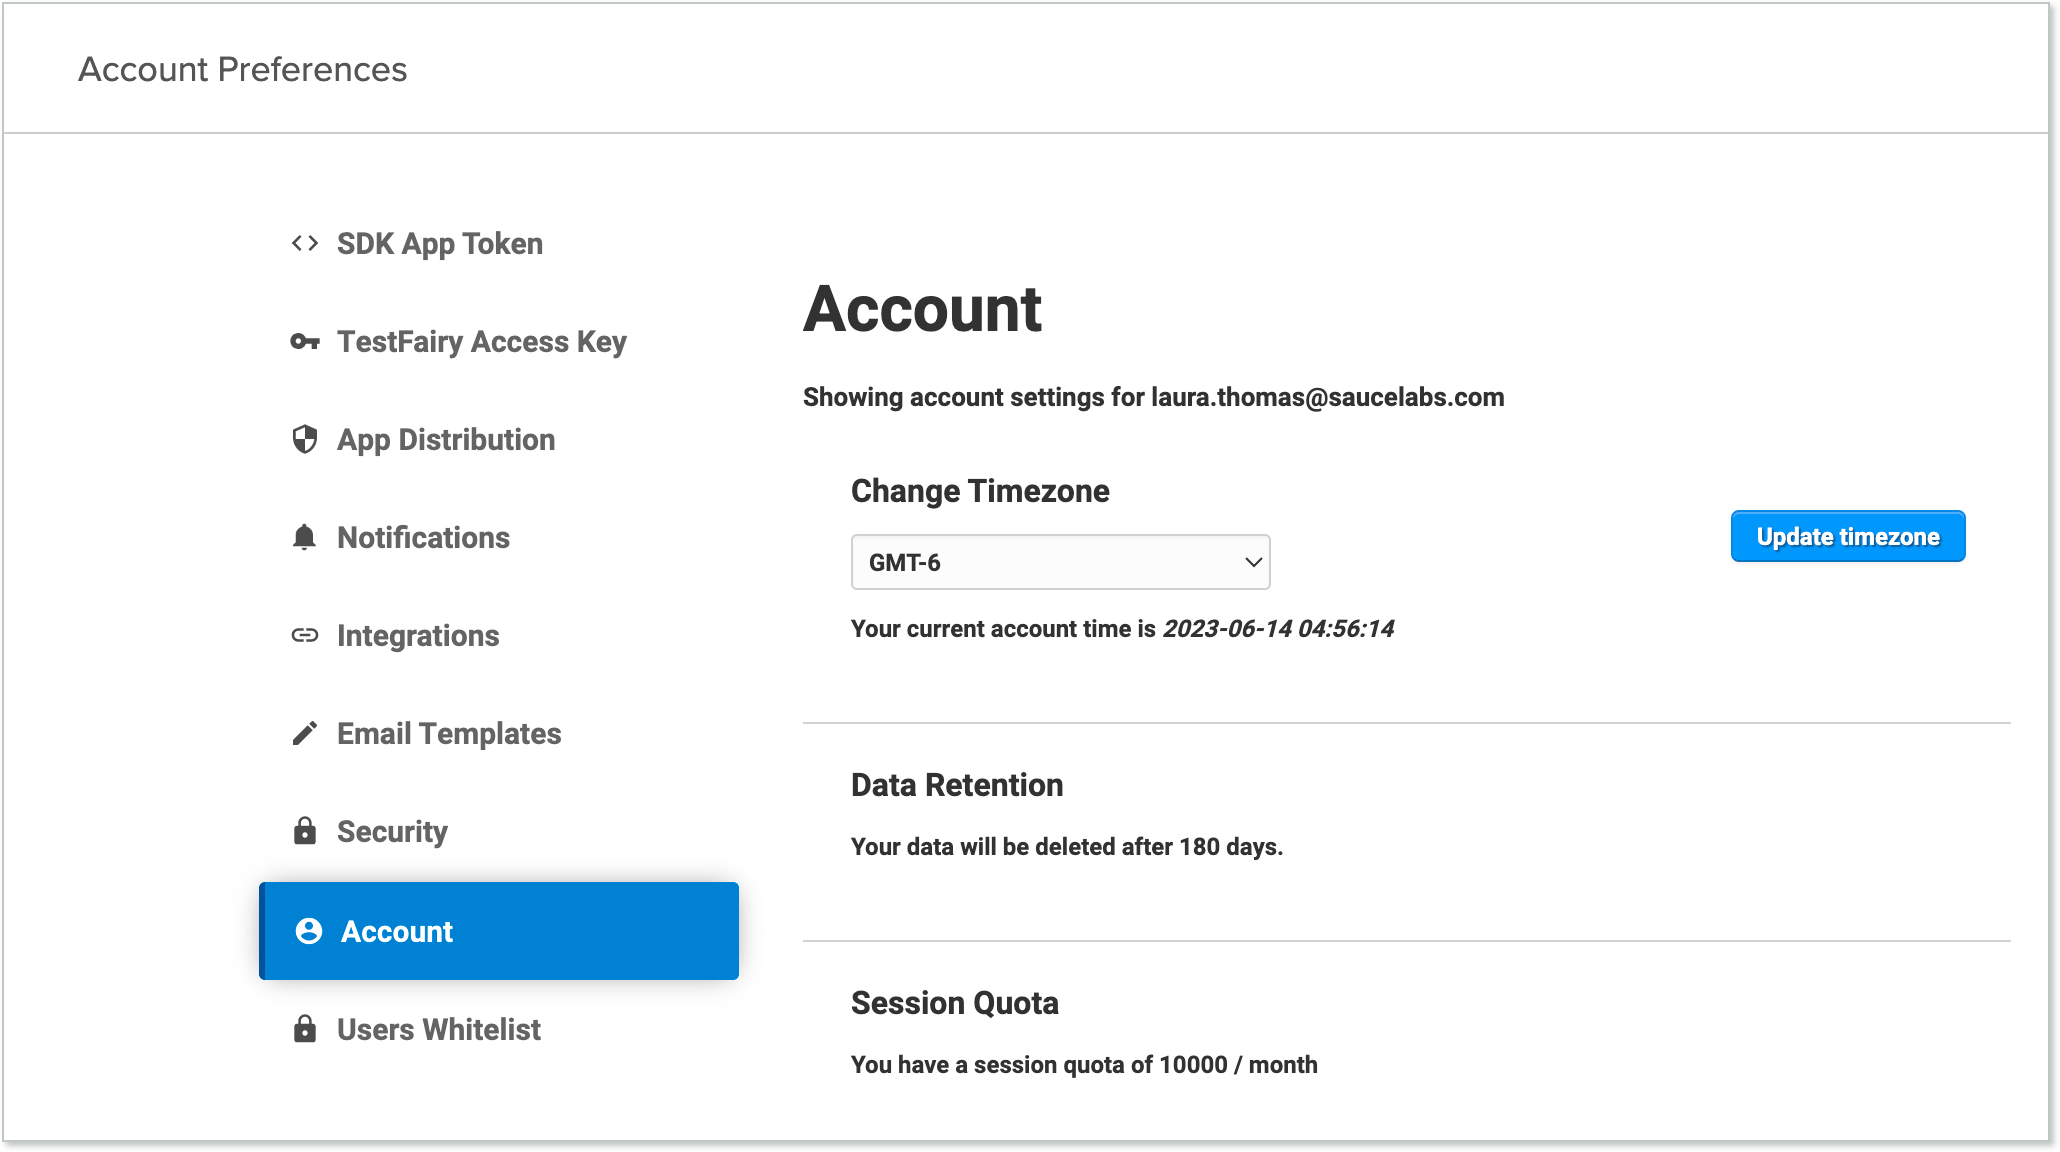 Account Preferences
SDK App Token
TestFairy Access Key
App Distribution
Notifications
Integrations
Email Templates
Security
Account
Users Whitelist
Account
Showing account settings for laura.thomas@saucelabs.com
Change Timezone
GMT-6
Update timezone
Your current account time is 2023-06-14 04:56:14
Data Retention
Your data will be deleted after 180 days.
Session Quota
You have a session quota of 10000 / month